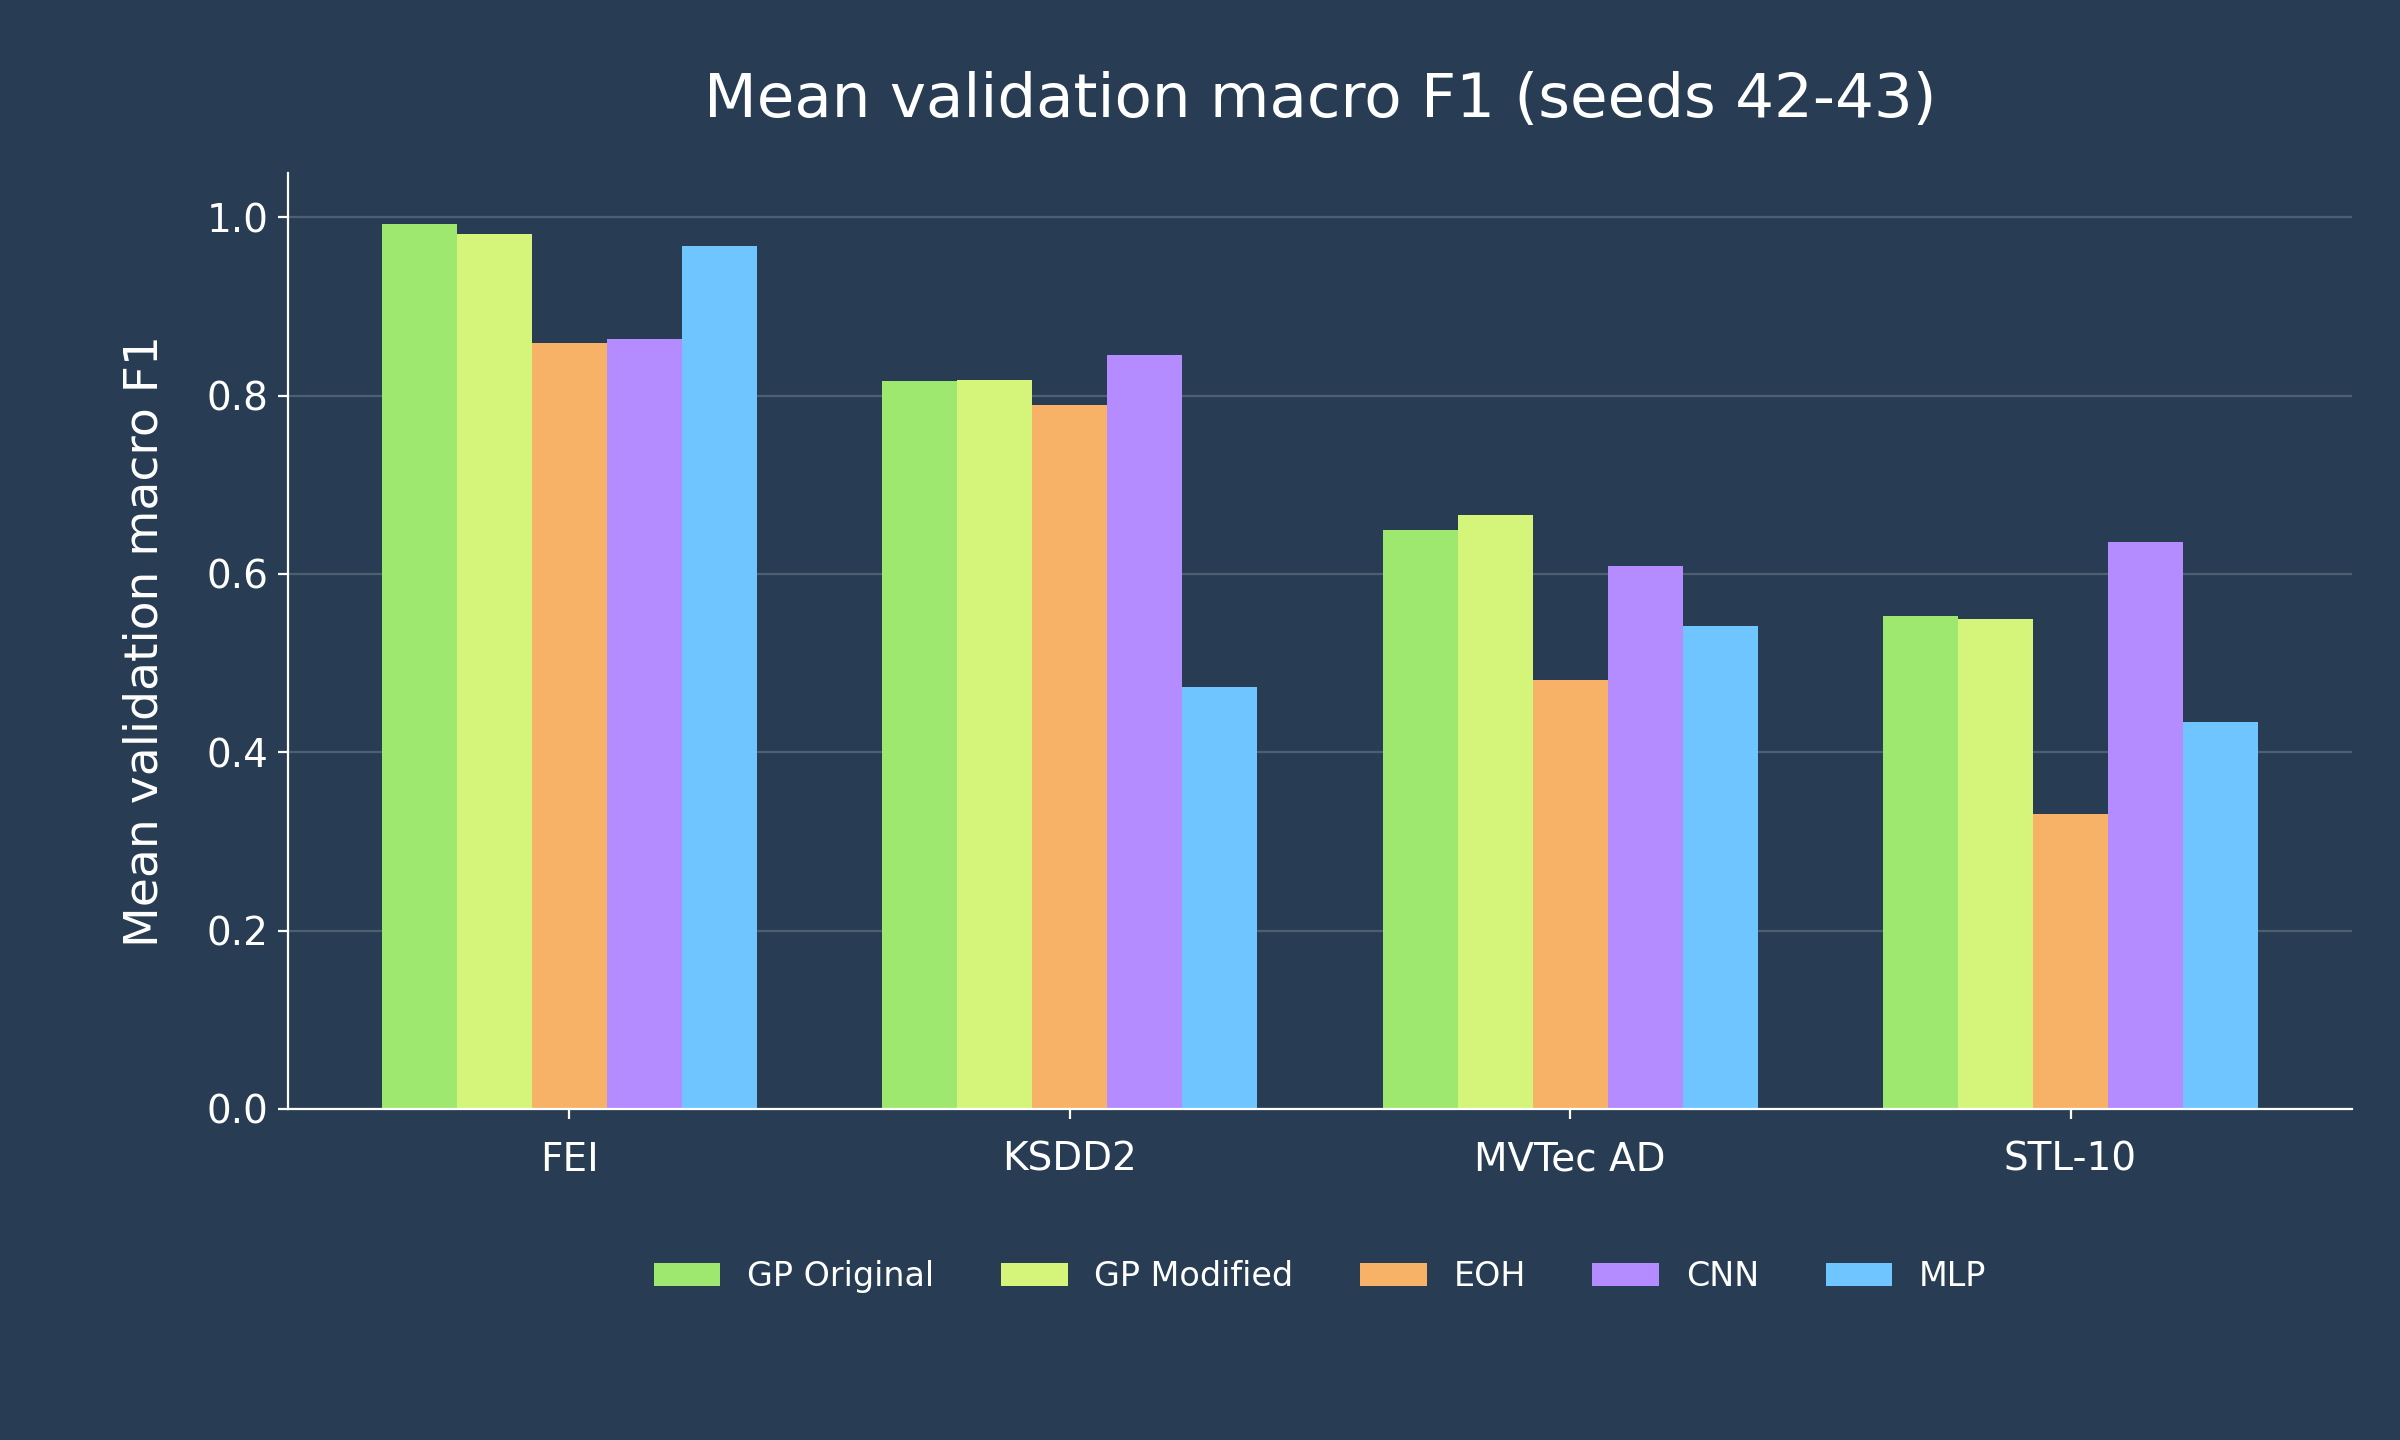 Mean validation macro F1 (seeds 42-43)
Mean validation macro F1
1.0
0.8
0.6
0.4
0.2
0.0
FEI KSDD2 MVTec AD STL-10
GP Original GP Modified EOH CNN MLP